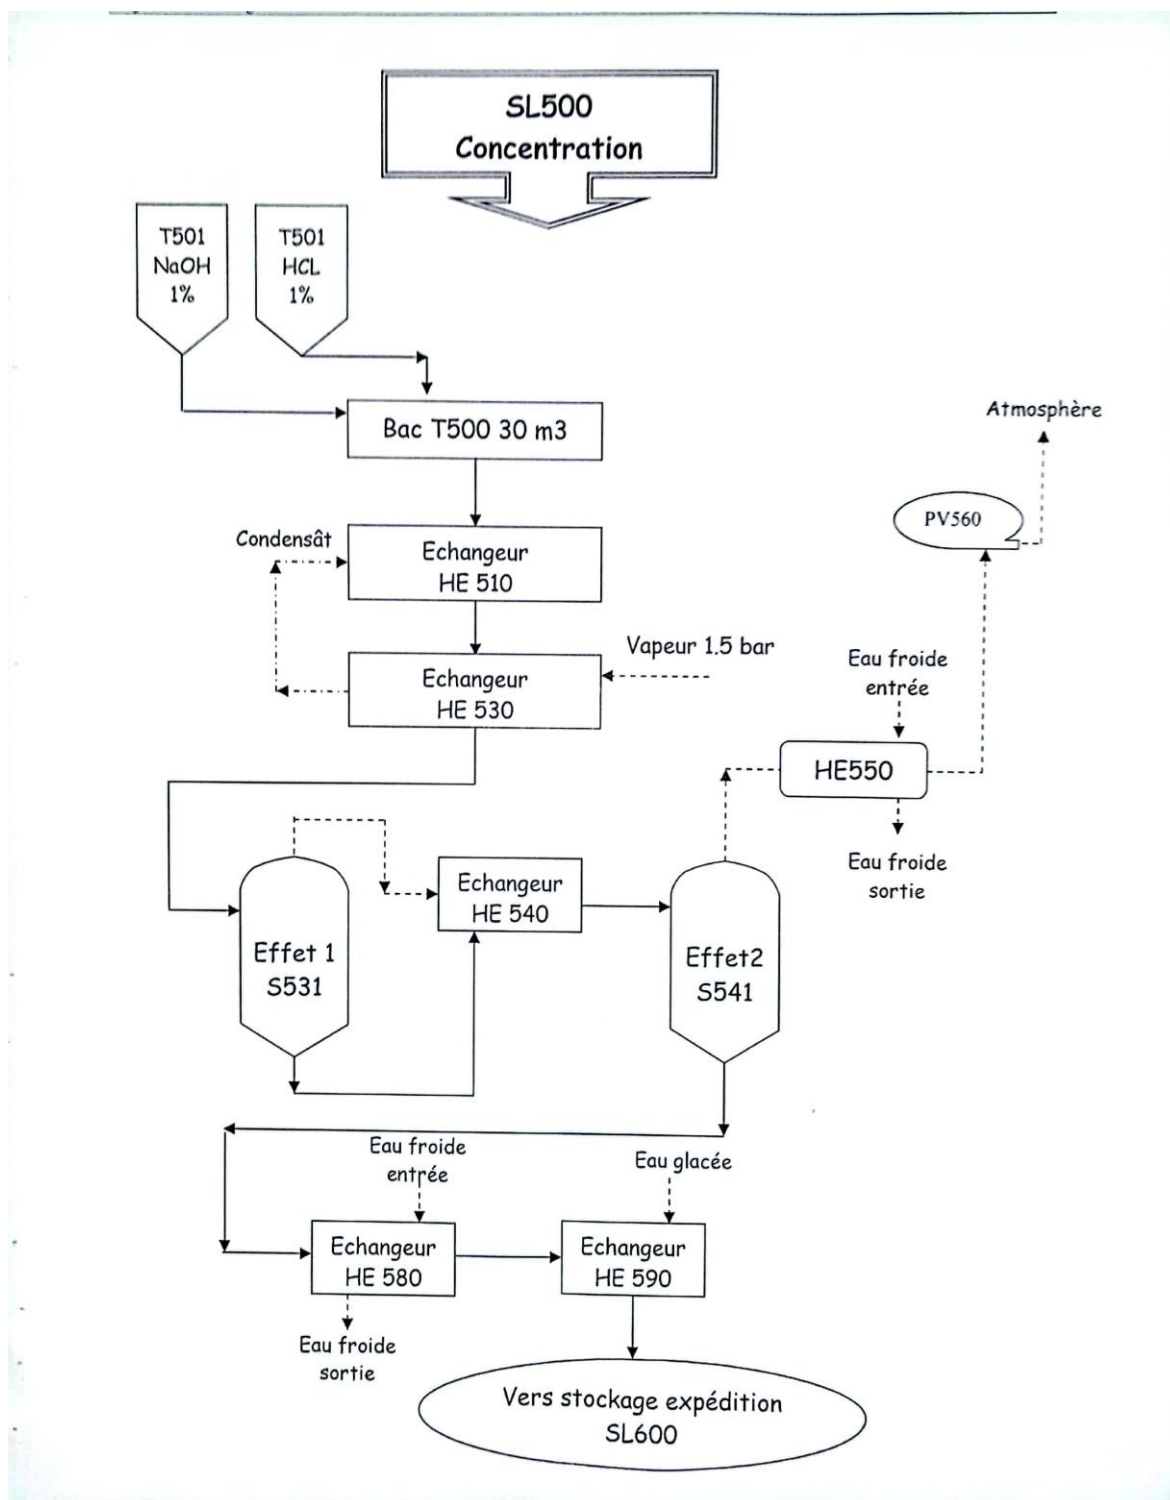 SL500
Concentration
T501
NaOH
1%
T501
HCL
1%
Bac T500 30 m3
Atmosphère
PV560
Condensât
Echangeur
HE 510
Vapeur 1.5 bar
Echangeur
HE 530
Eau froide
entrée
HE550
Eau froide
sortie
Echangeur
HE 540
Effet 1
S531
Effet2
S541
Eau froide
entrée
Eau glacée
Echangeur
HE 580
Echangeur
HE 590
Eau froide
sortie
Vers stockage expédition
SL600